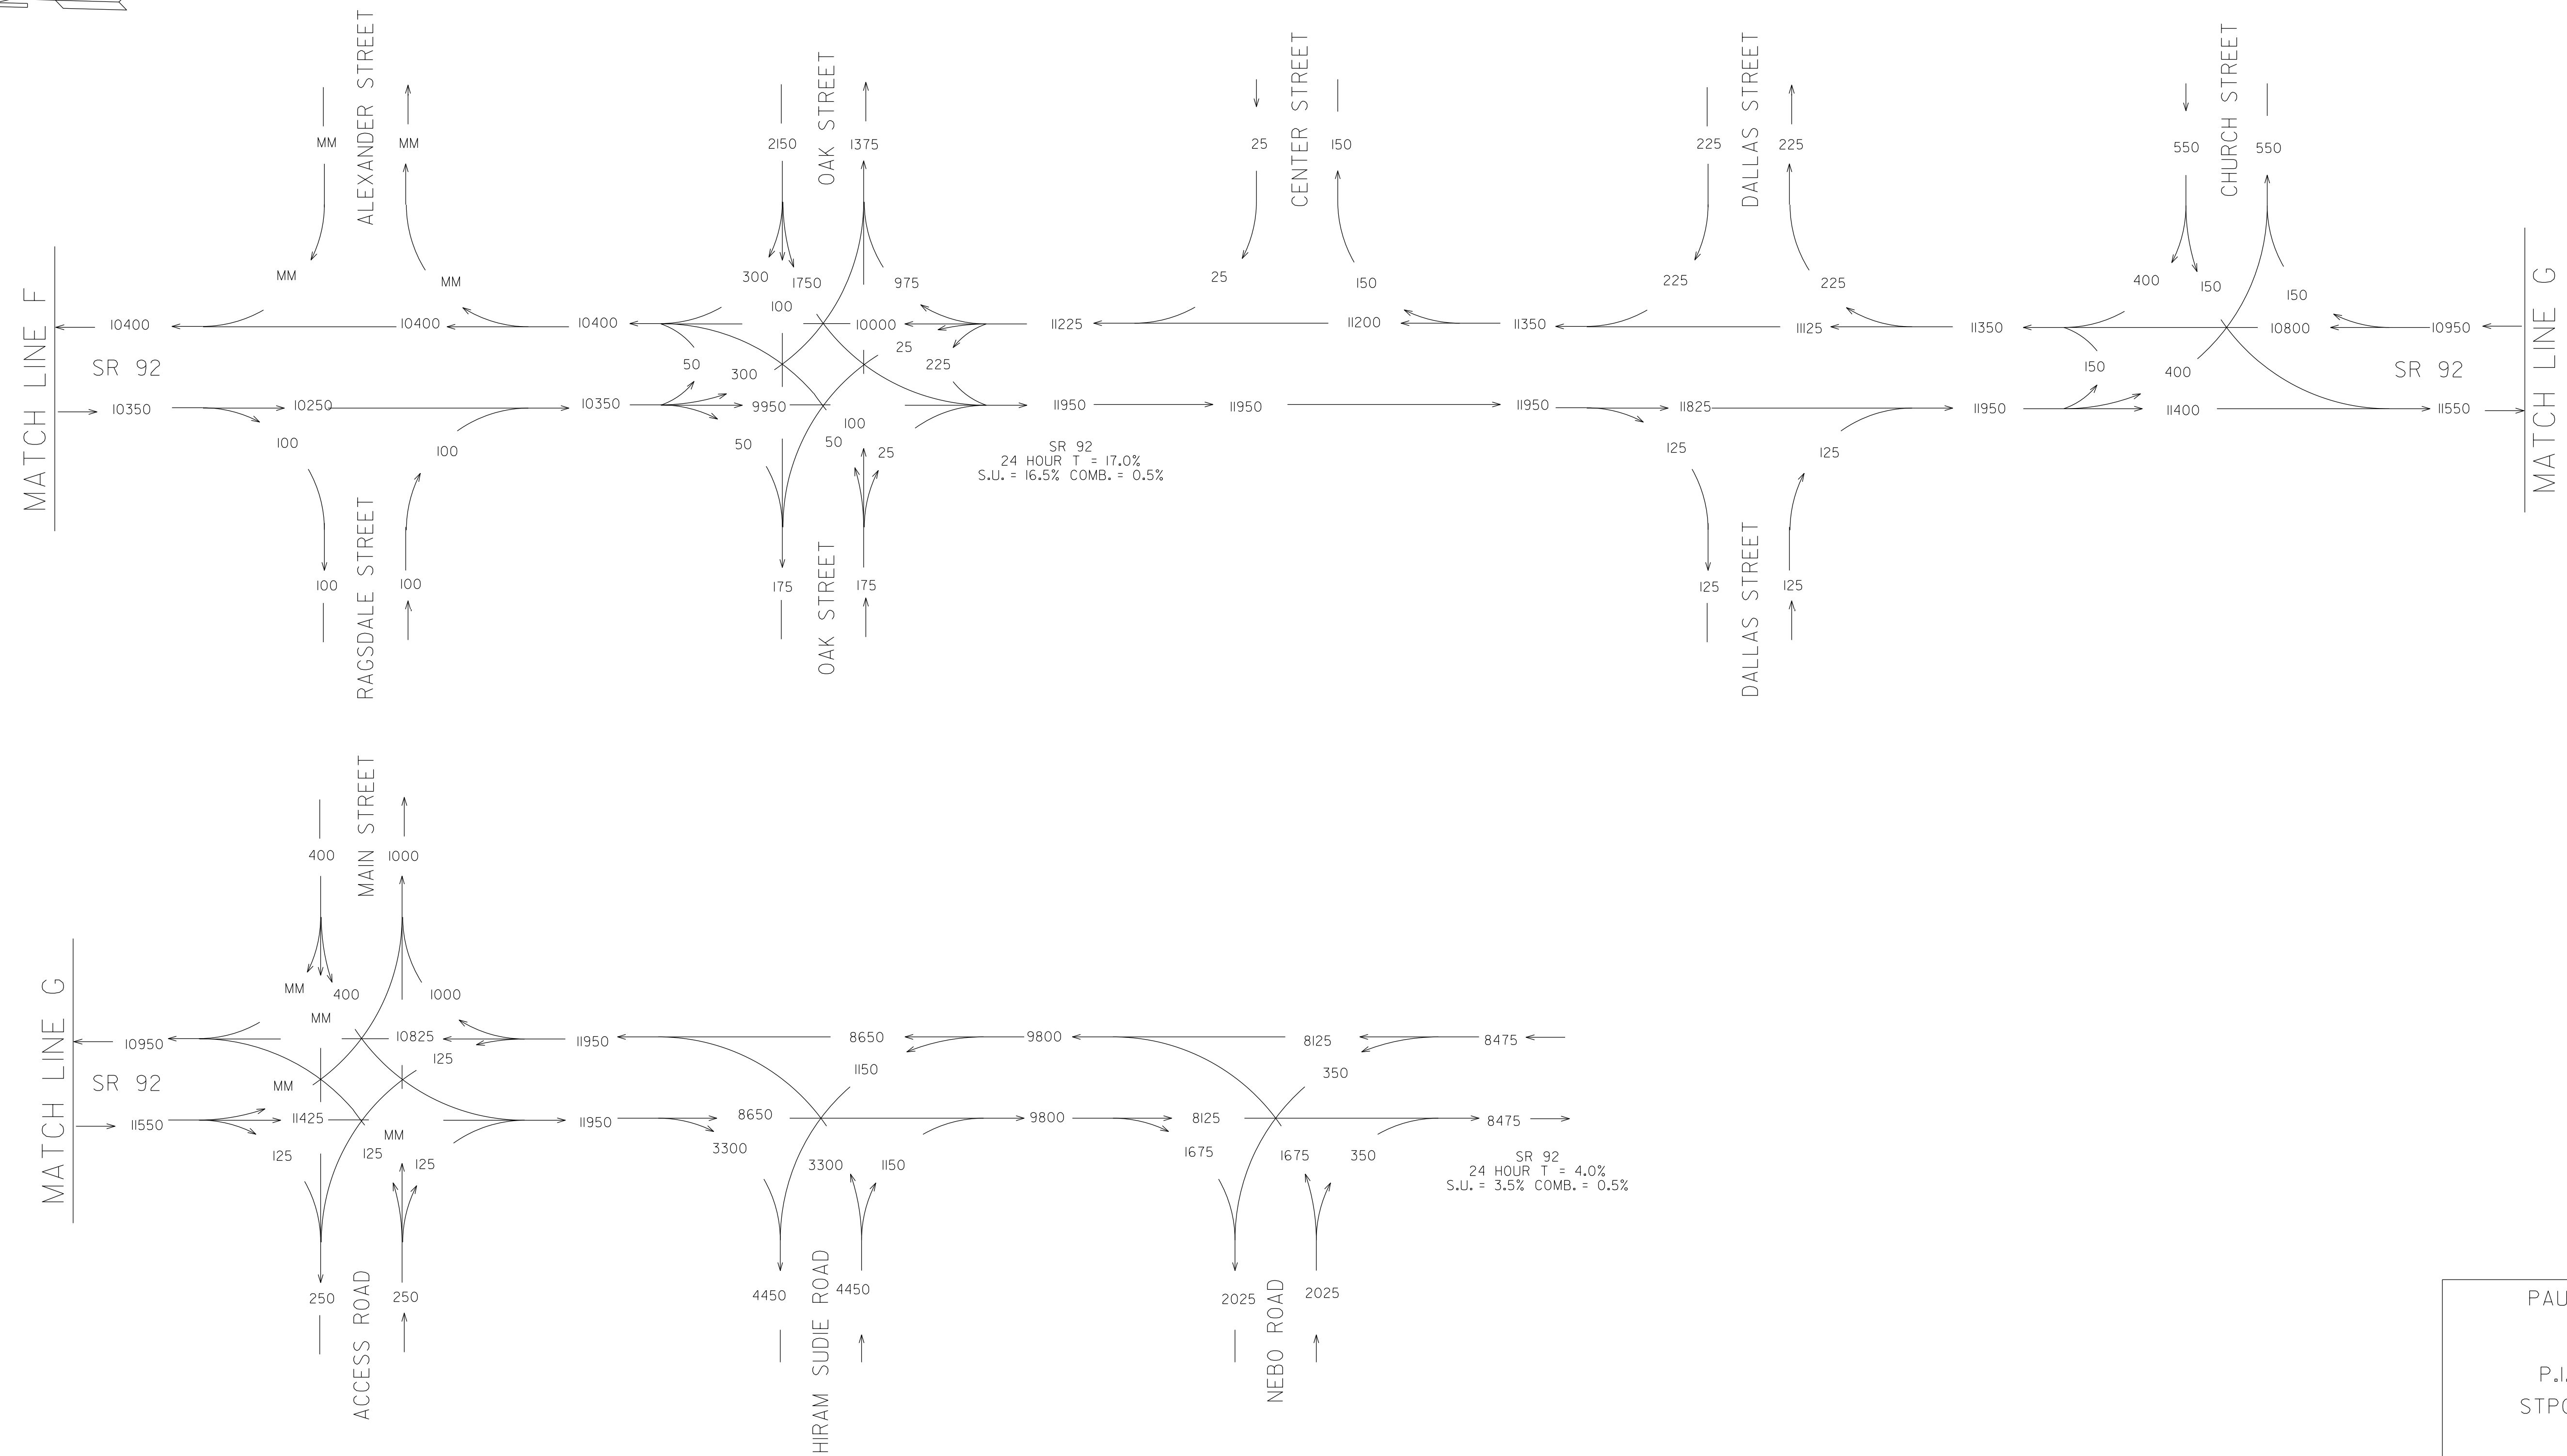 ALEXANDER STREET
OAK STREET
CENTER STREET
DALLAS STREET
CHURCH STREET
MM
MM
2150
1375
25
150
225
225
550
550
MM
MM
300
1750
975
100
25
150
225
225
400
150
150
MATCH LINE F
10400
10400
10400
10000
11225
11200
11350
11125
11350
10800
10950
MATCH LINE G
SR 92
50
300
25
225
150
400
SR 92
10350
10250
10350
9950
11950
11950
11950
11825
11950
11400
11550
100
100
50
50
100
25
125
125
SR 92
24 HOUR T = 17.0%
S.U. = 16.5% COMB. = 0.5%
100
100
175
175
125
125
RAGSDALE STREET
OAK STREET
DALLAS STREET
MAIN STREET
400
1000
MM
400
1000
MM
MATCH LINE G
10950
10825
11950
8650
9800
8125
8475
SR 92
MM
125
1150
350
11550
11425
11950
8650
9800
8125
8475
125
125
MM
125
3300
3300
1150
1675
1675
350
SR 92
24 HOUR T = 4.0%
S.U. = 3.5% COMB. = 0.5%
250
250
4450
4450
2025
2025
ACCESS ROAD
HIRAM SUDIE ROAD
NEBO ROAD
PAU
P.I.